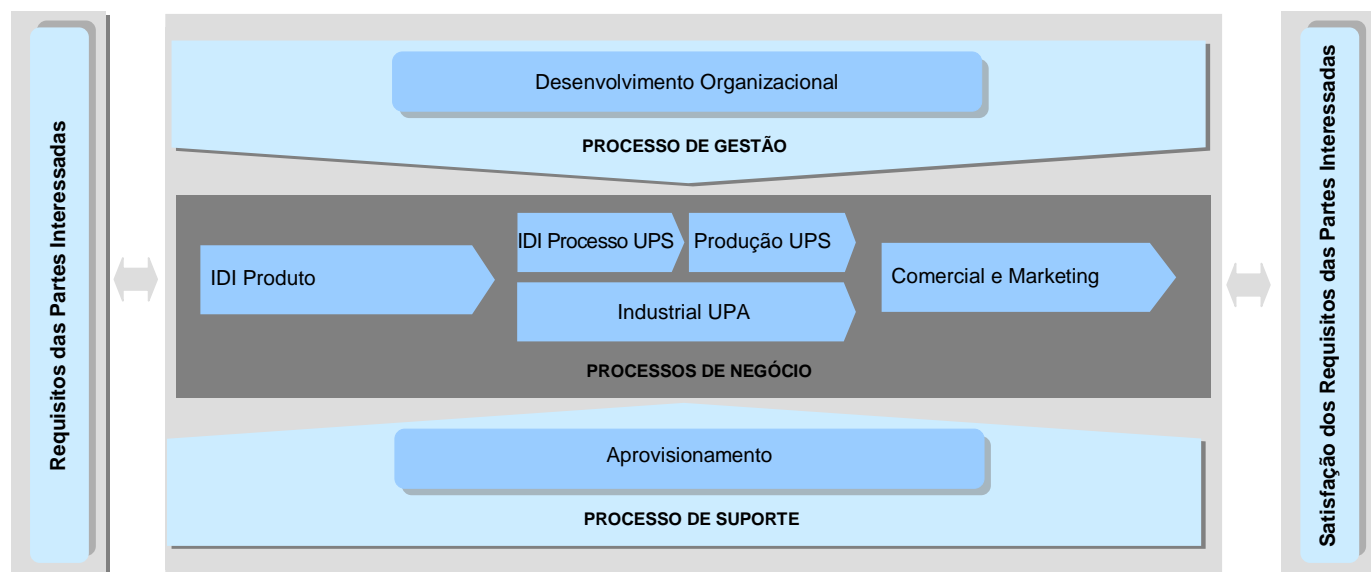 Requisitos das Partes Interessadas
Desenvolvimento Organizacional
PROCESSO DE GESTÃO
IDI Produto
IDI Processo UPS
Produção UPS
Industrial UPA
Comercial e Marketing
PROCESSOS DE NEGÓCIO
Aprovisionamento
PROCESSO DE SUPORTE
Satisfação dos Requisitos das Partes Interessadas